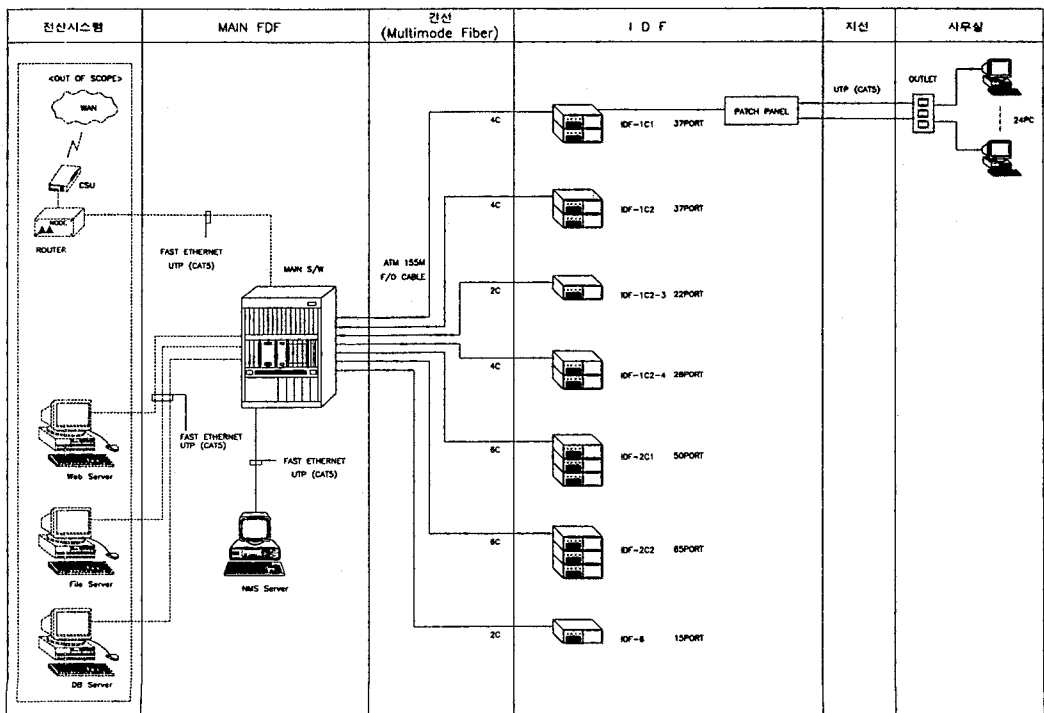 전산시스템
MAIN FDF
간선
(Multimode Fiber)
I D F
지선
사무실
<OUT OF SCOPE>
WAN
CSU
NODE
ROUTER
FAST ETHERNET
UTP (CAT5)
MAIN S/W
ATM 155M
F/O CABLE
4C
IDF-1C1 37PORT
PATCH PANEL
UTP (CAT5)
OUTLET
24PC
4C
IDF-1C2 37PORT
2C
IDF-1C2-3 22PORT
4C
IDF-1C2-4 28PORT
6C
IDF-2C1 50PORT
6C
IDF-2C2 65PORT
2C
IDF-6 15PORT
FAST ETHERNET
UTP (CAT5)
Web Server
FAST ETHERNET
UTP (CAT5)
File Server
NMS Server
DB Server